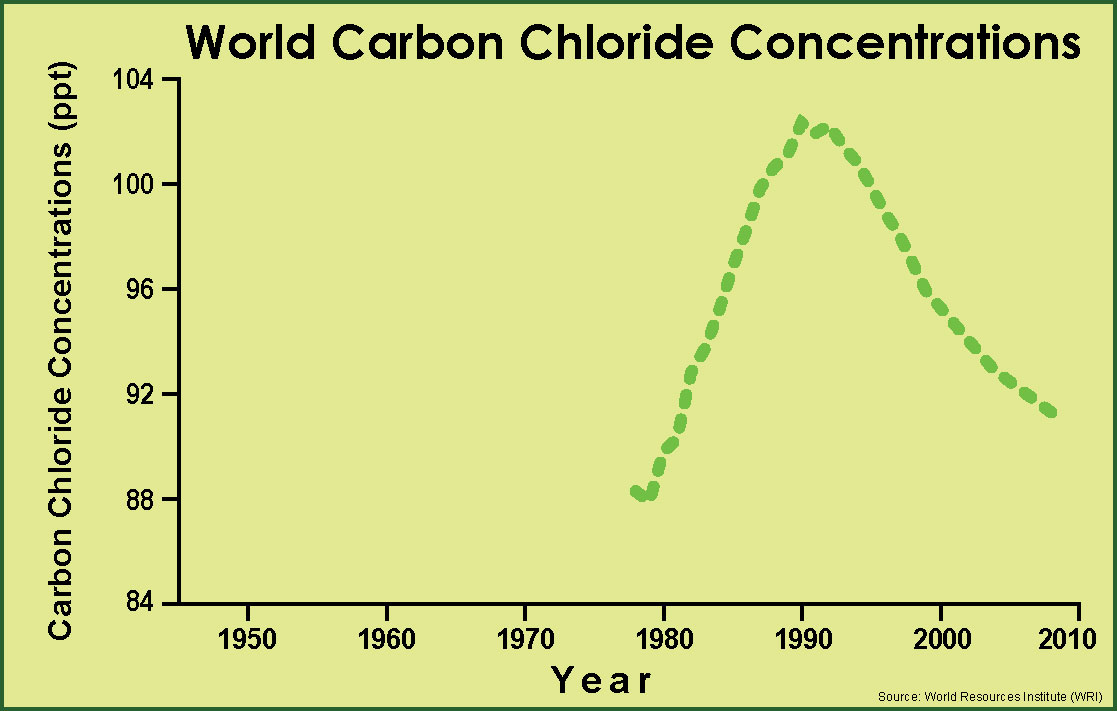 World Carbon Chloride Concentrations
Carbon Chloride Concentrations (ppt)
104
100
96
92
88
84
1950 1960 1970 1980 1990 2000 2010
Year
Source: World Resources Institute (WRI)